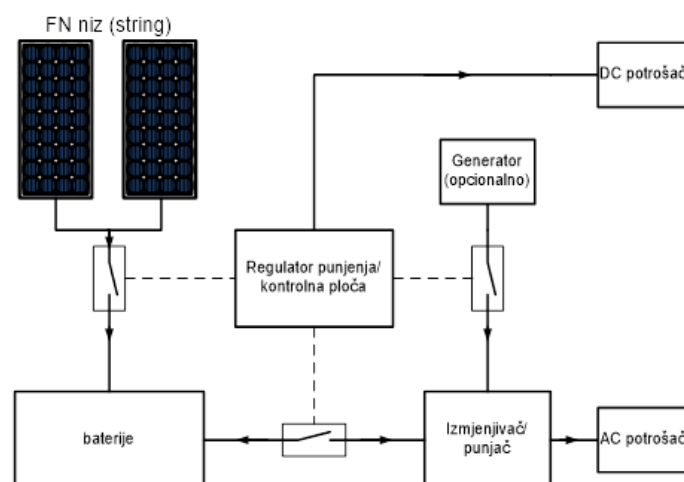 FN niz (string)
DC potrošač
Generator
(opcionalno)
Regulator punjenja/
kontrolna ploča
baterije
Izmjenjivač/
punjač
AC potrošač